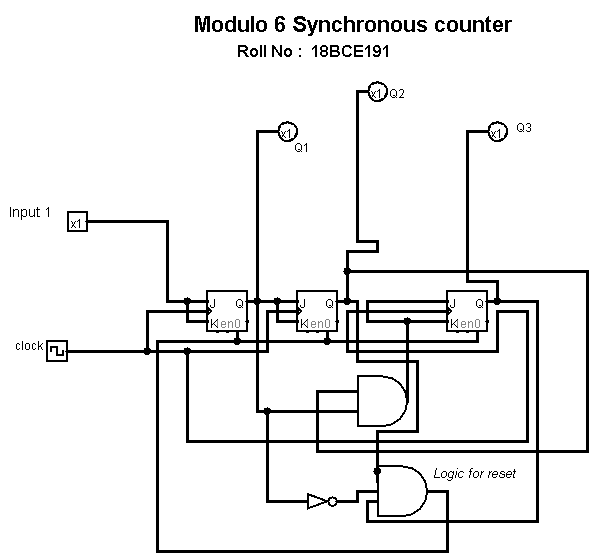 Modulo 6 Synchronous counter
Roll No : 18BCE191
x1 Q2
x1 Q1
x1 Q3
Input 1 x1
J Q
K en0
J Q
K en0
J Q
K en0
clock
Logic for reset